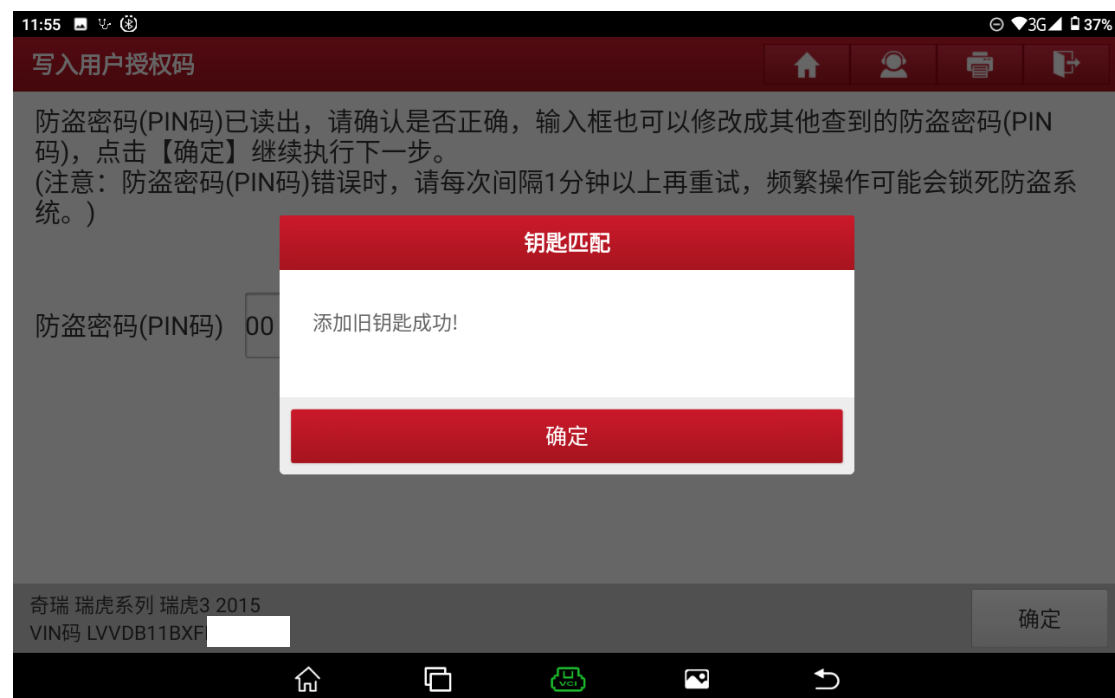 11:55
3G
37%
写入用户授权码
防盗密码(PIN码)已读出，请确认是否正确，输入框也可以修改成其他查到的防盗密码(PIN
码)，点击【确定】继续执行下一步。
(注意：防盗密码(PIN码)错误时，请每次间隔1分钟以上再重试，频繁操作可能会锁死防盗系
统。)
钥匙匹配
添加旧钥匙成功!
防盗密码(PIN码)
00
确定
奇瑞 瑞虎系列 瑞虎3 2015
VIN码 LVVDB11BXF
确定
VCI